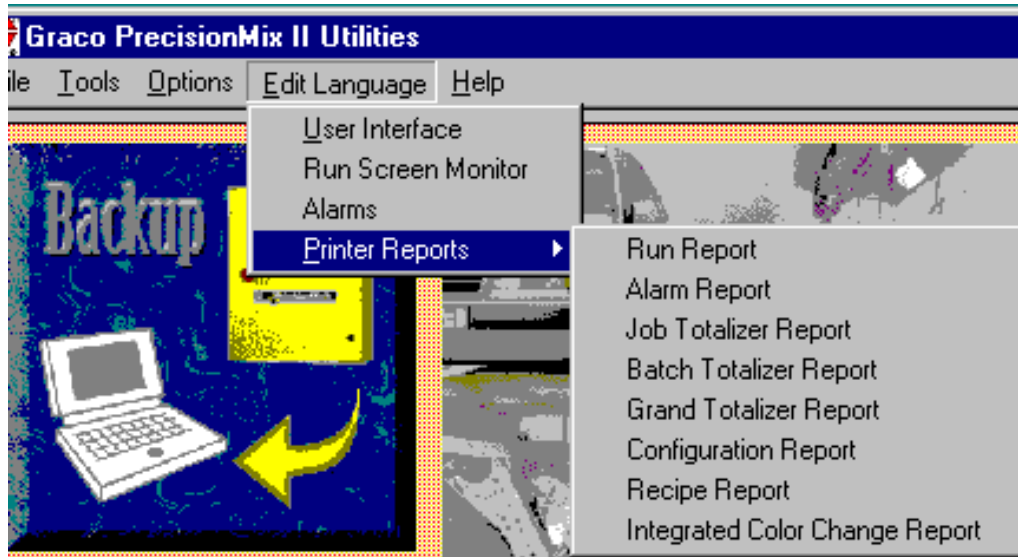 Graco PrecisionMix II Utilities
ile Tools Options Edit Language Help
User Interface
Run Screen Monitor
Alarms
Printer Reports
Backup
Run Report
Alarm Report
Job Totalizer Report
Batch Totalizer Report
Grand Totalizer Report
Configuration Report
Recipe Report
Integrated Color Change Report